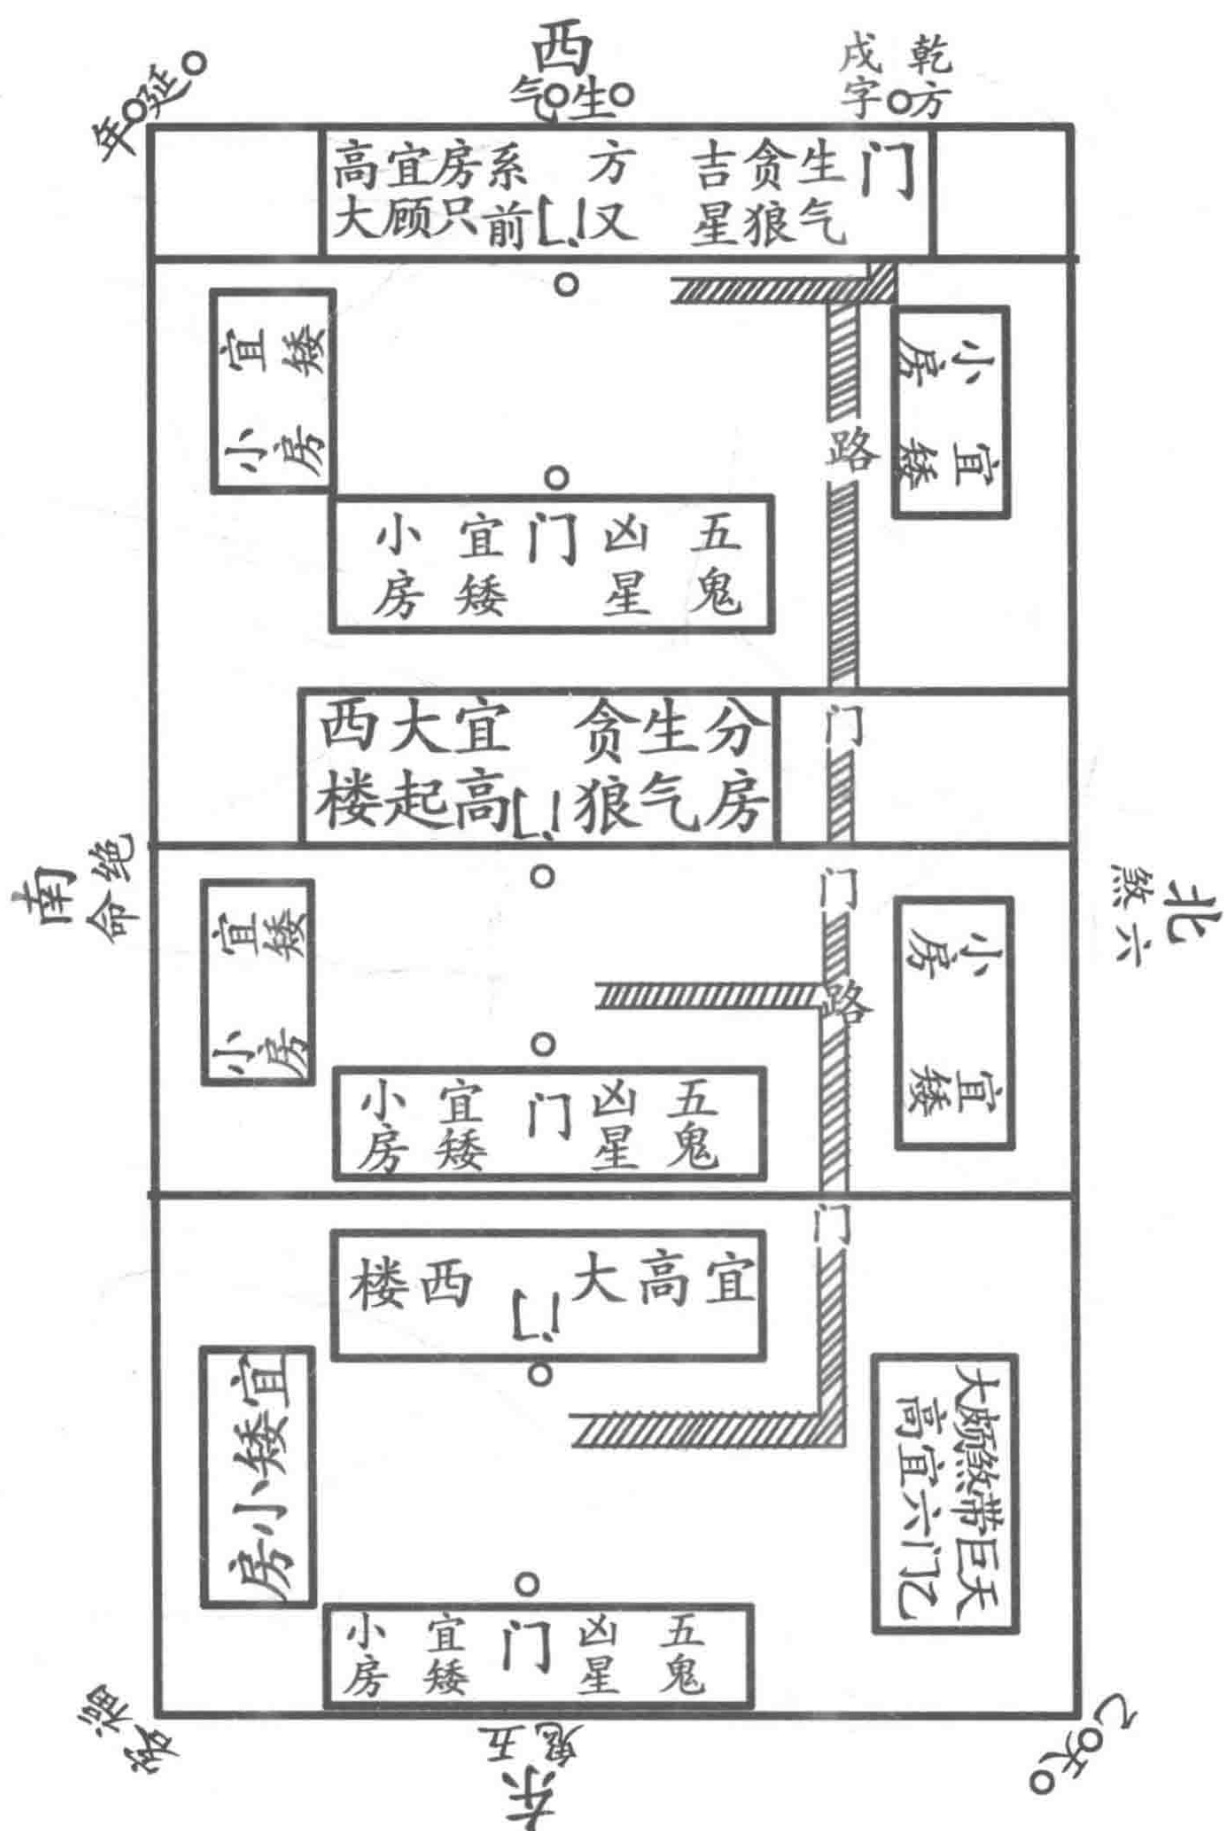 西
生气
乾方
戌字
延年
门生气贪狼吉星方又门系前房只宜顾高大
宜矮小房
小房宜矮
路
五鬼凶星门宜矮小房
分房生气贪狼门宜高大起西楼
门
南
绝命
北
六煞
门
宜矮小房
小房宜矮
路
五鬼凶星门宜矮小房
门
宜高大门西楼
宜矮小房
天乙巨门带六煞宜颇高大
五鬼凶星门宜矮小房
祸害
东
五鬼
天乙